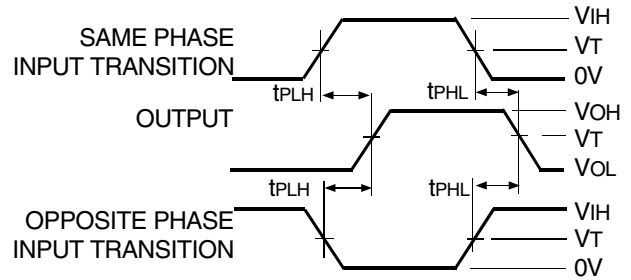 SAME PHASE
INPUT TRANSITION
VIH
VT
0V
tPLH
tPHL
OUTPUT
VOH
VT
VOL
tPLH
tPHL
OPPOSITE PHASE
INPUT TRANSITION
VIH
VT
0V